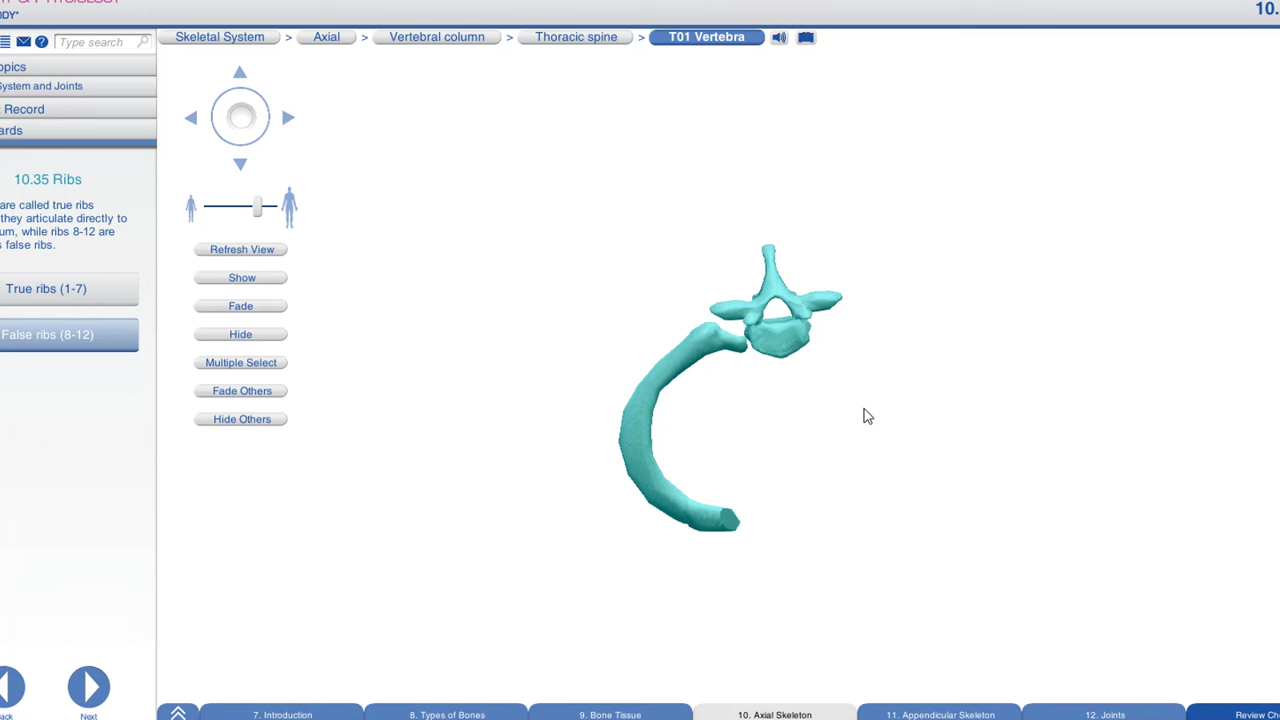 10.
ODY*
Type search
Skeletal System > Axial > Vertebral column > Thoracic spine > T01 Vertebra
opics
System and Joints
Record
ards
10.35 Ribs
are called true ribs
they articulate directly to
um, while ribs 8-12 are
s false ribs.
True ribs (1-7)
False ribs (8-12)
Refresh View
Show
Fade
Hide
Multiple Select
Fade Others
Hide Others
Back
Next
7. Introduction
8. Types of Bones
9. Bone Tissue
10. Axial Skeleton
11. Appendicular Skeleton
12. Joints
Review Ch